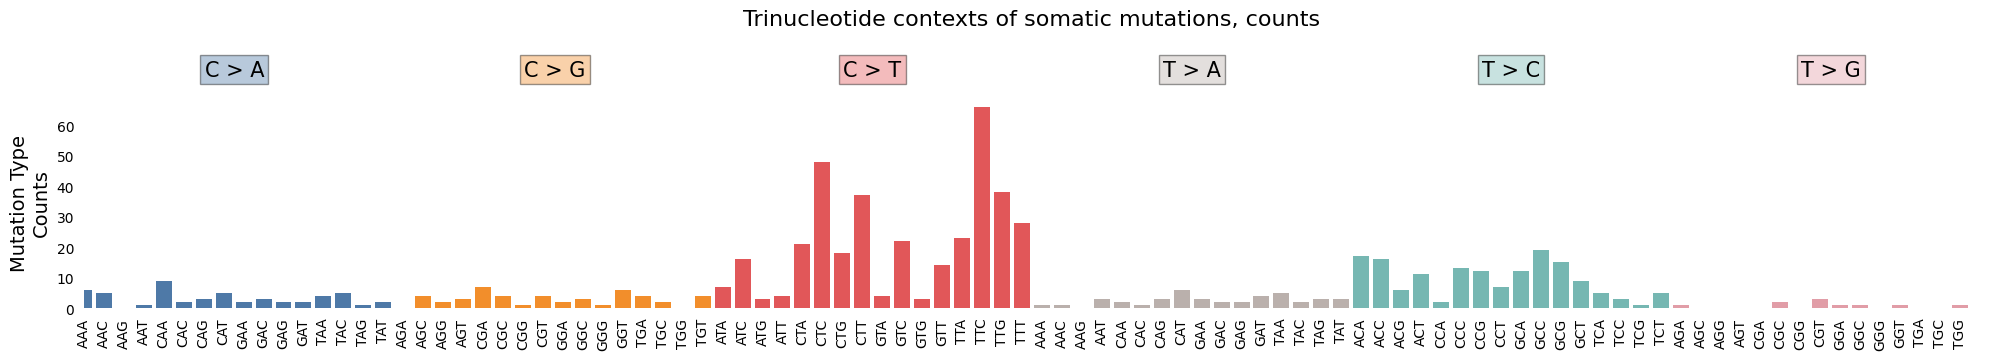 Trinucleotide contexts of somatic mutations, counts
C > A C > G C > T T > A T > C T > G
Mutation Type
Counts
60
50
40
30
20
10
0
AAA AAC AAG AAT CAA CAC CAG CAT GAA GAC GAG GAT TAA TAC TAG TAT AGA AGC AGG AGT CGA CGC CGG CGT GGA GGC GGG GGT TGA TGC TGG TGT ATA ATC ATG ATT CTA CTC CTG CTT GTA GTC GTG GTT TTA TTC TTG TTT AAA AAC AAG AAT CAA CAC CAG CAT GAA GAC GAG GAT TAA TAC TAG TAT ACA ACC ACG ACT CCA CCC CCG CCT GCA GCC GCG GCT TCA TCC TCG TCT AGA AGC AGG AGT CGA CGC CGG CGT GGA GGC GGG GGT TGA TGC TGG